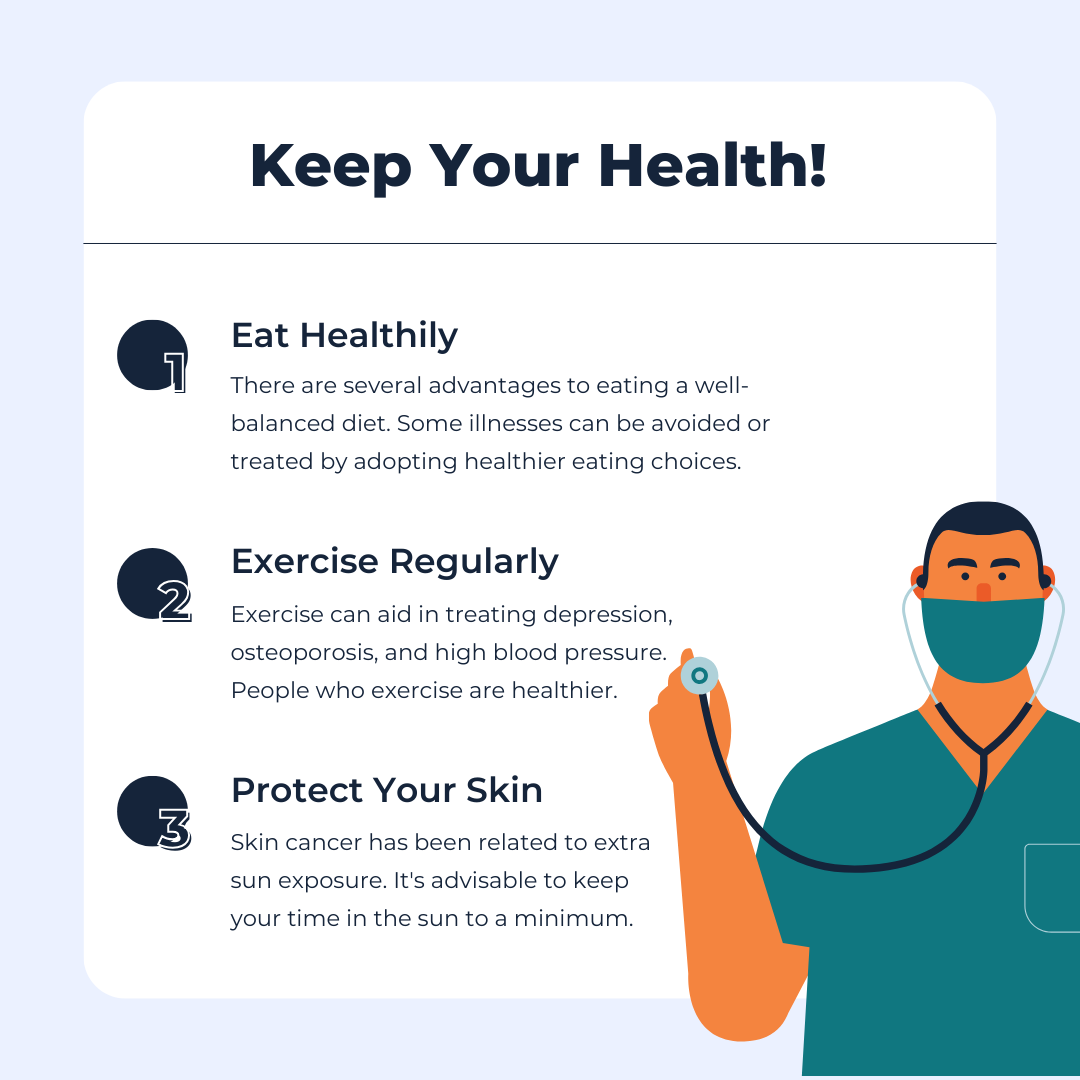 Keep Your Health!
1
Eat Healthily
There are several advantages to eating a well-
balanced diet. Some illnesses can be avoided or
treated by adopting healthier eating choices.
2
Exercise Regularly
Exercise can aid in treating depression,
osteoporosis, and high blood pressure.
People who exercise are healthier.
3
Protect Your Skin
Skin cancer has been related to extra
sun exposure. It's advisable to keep
your time in the sun to a minimum.